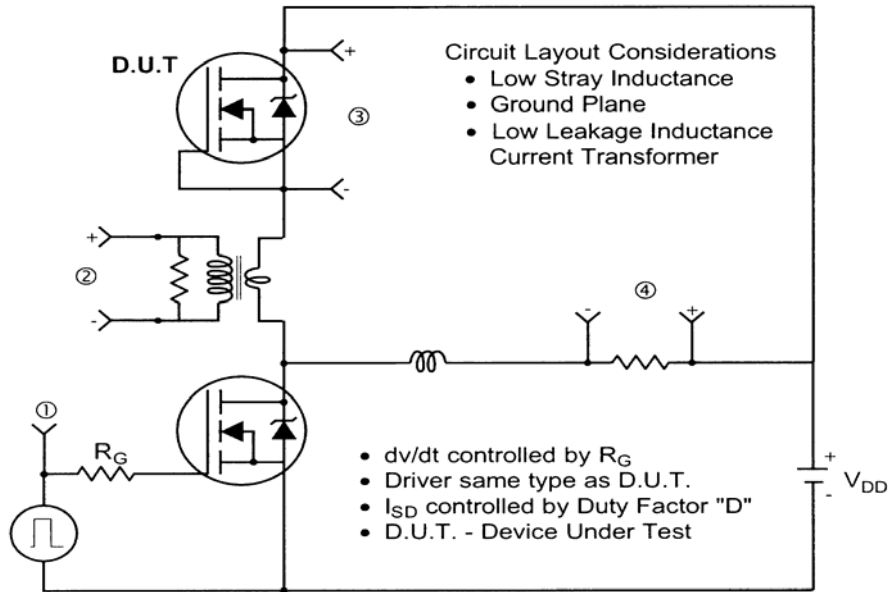 D.U.T
+
Circuit Layout Considerations
• Low Stray Inductance
• Ground Plane
• Low Leakage Inductance
Current Transformer
③
-
+
②
-
④
-
+
①
R_G
• dv/dt controlled by R_G
• Driver same type as D.U.T.
• I_SD controlled by Duty Factor "D"
• D.U.T. - Device Under Test
+
V_DD
-